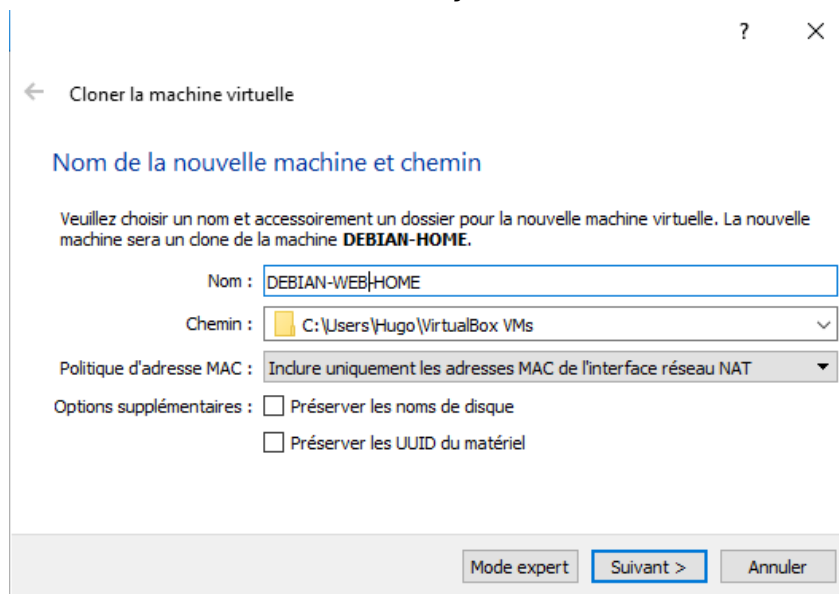 ?
Cloner la machine virtuelle
Nom de la nouvelle machine et chemin
Veuillez choisir un nom et accessoirement un dossier pour la nouvelle machine virtuelle. La nouvelle
machine sera un clone de la machine DEBIAN-HOME.
Nom : DEBIAN-WEB-HOME
Chemin : C:\Users\Hugo\VirtualBox VMs
Politique d'adresse MAC : Inclure uniquement les adresses MAC de l'interface réseau NAT
Options supplémentaires : Préserver les noms de disque
Préserver les UUID du matériel
Mode expert Suivant > Annuler